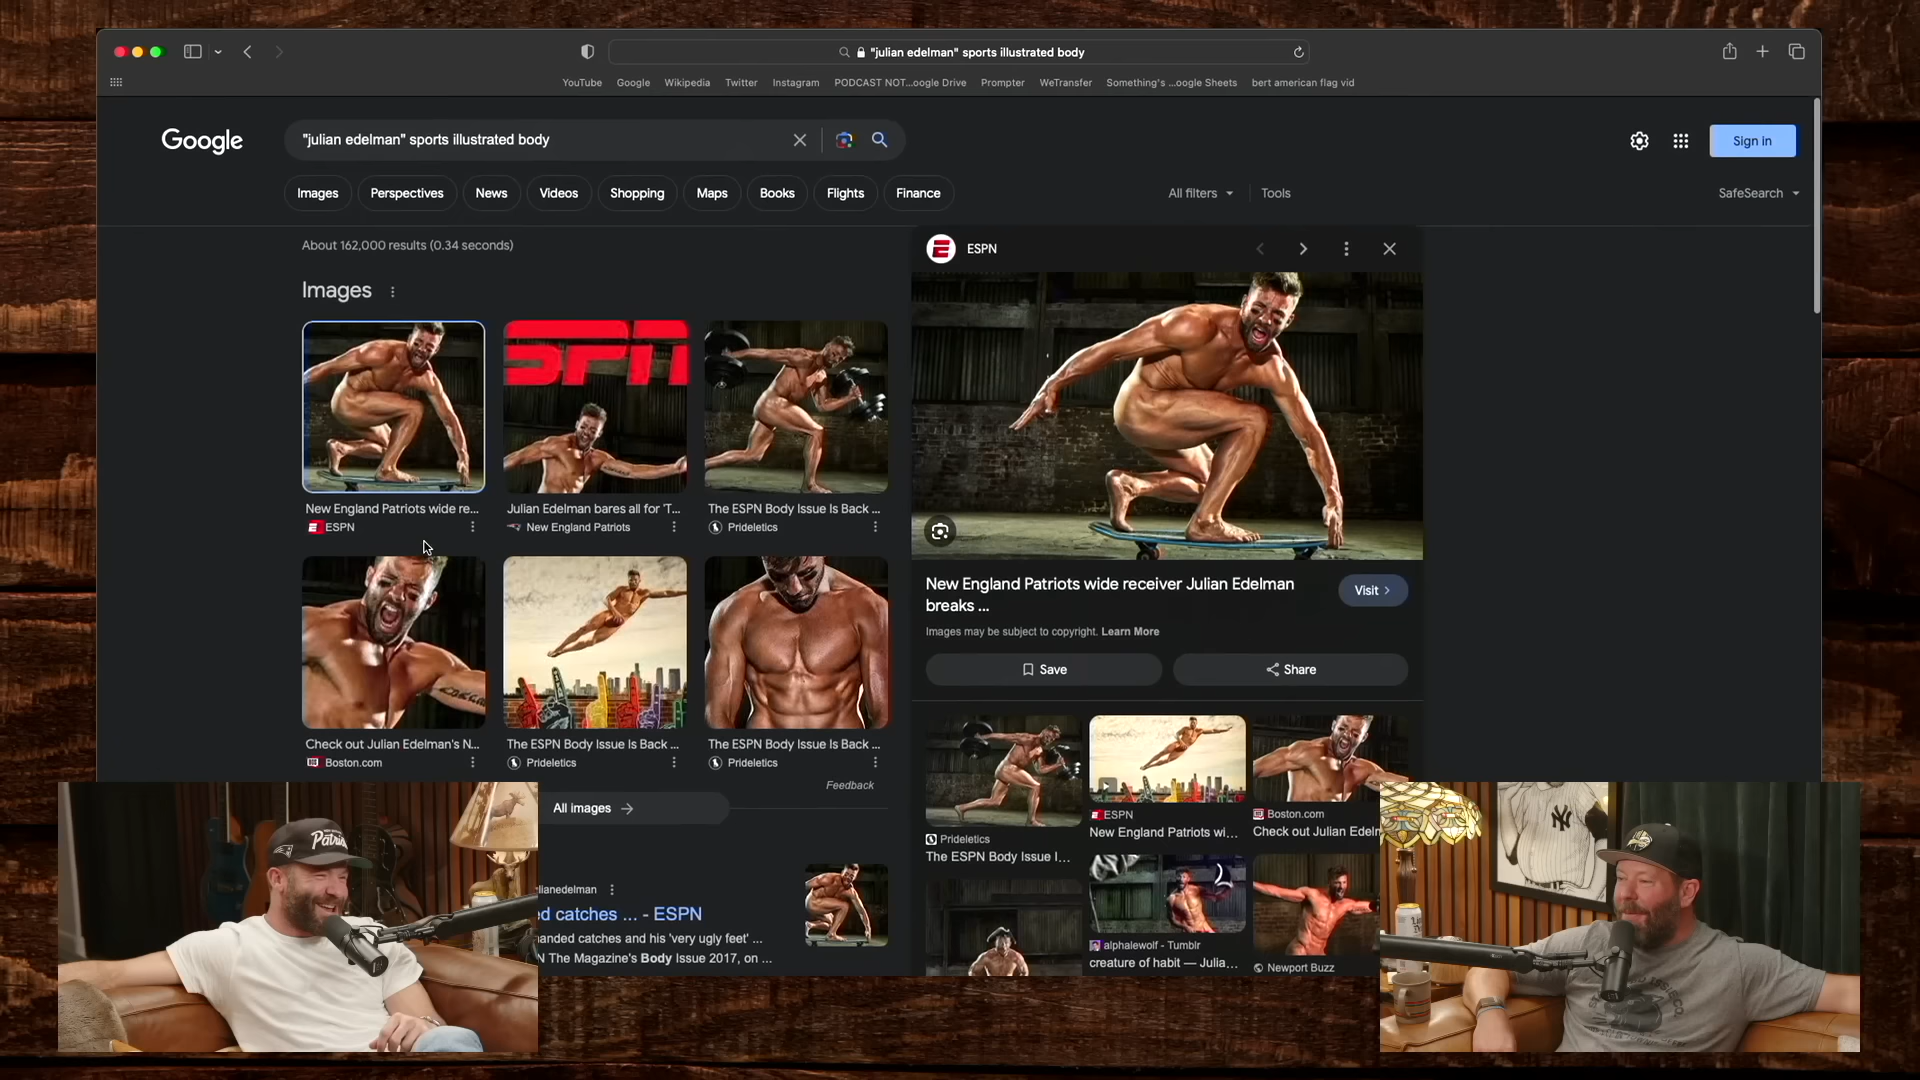 "julian edelman" sports illustrated body
YouTube Google Wikipedia Twitter Instagram PODCAST NOT...oogle Drive Prompter WeTransfer Something's ...oogle Sheets bert american flag vid
Google
"julian edelman" sports illustrated body
Sign in
Images Perspectives News Videos Shopping Maps Books Flights Finance
All filters Tools SafeSearch
About 162,000 results (0.34 seconds)
Images
ESPN
New England Patriots wide re...
ESPN
Julian Edelman bares all for 'T...
New England Patriots
The ESPN Body Issue Is Back ...
Prideletics
Check out Julian Edelman's N...
Boston.com
The ESPN Body Issue Is Back ...
Prideletics
The ESPN Body Issue Is Back ...
Prideletics
Feedback
All images
lianedelman
ed catches ... - ESPN
anded catches and his 'very ugly feet' ...
N The Magazine's Body Issue 2017, on ...
ESPN
New England Patriots wide receiver Julian Edelman
breaks ...
Visit
Images may be subject to copyright. Learn More
Save Share
Prideletics
The ESPN Body Issue I...
ESPN
New England Patriots wi...
Boston.com
Check out Julian Edeln
alphalewolf - Tumblr
creature of habit — Julia...
Newport Buzz